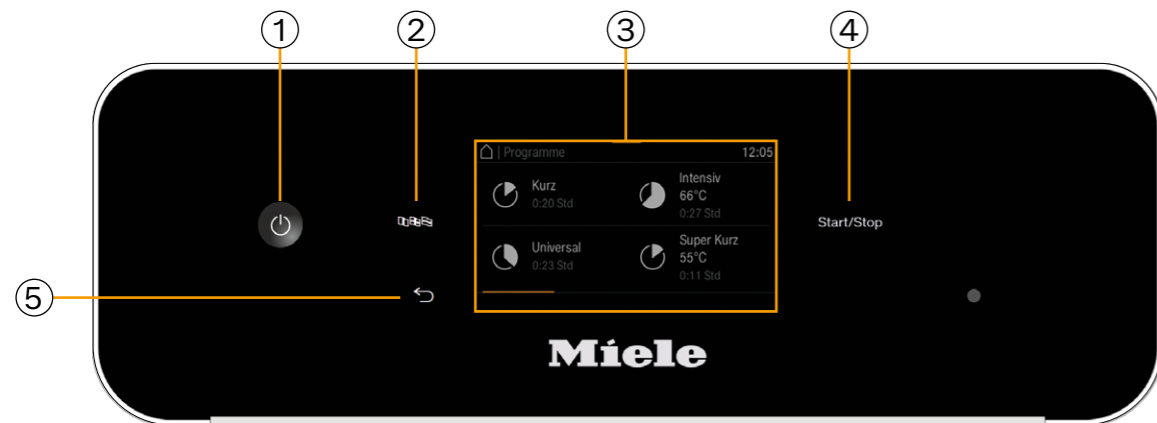 1
2
3
4
5
Programme
12:05
Kurz
0:20 Std
Intensiv
66°C
0:27 Std
Universal
0:23 Std
Super Kurz
55°C
0:11 Std
Start/Stop
Miele